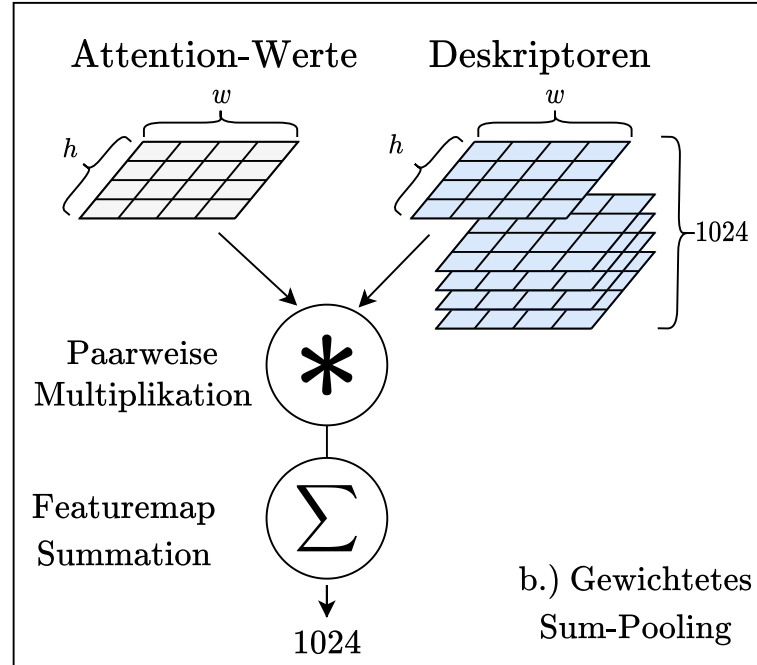 Attention-Werte
Deskriptoren
w
w
h
h
1024
Paarweise
Multiplikation
*
Featuremap
Summation
∑
b.) Gewichtetes
Sum-Pooling
1024